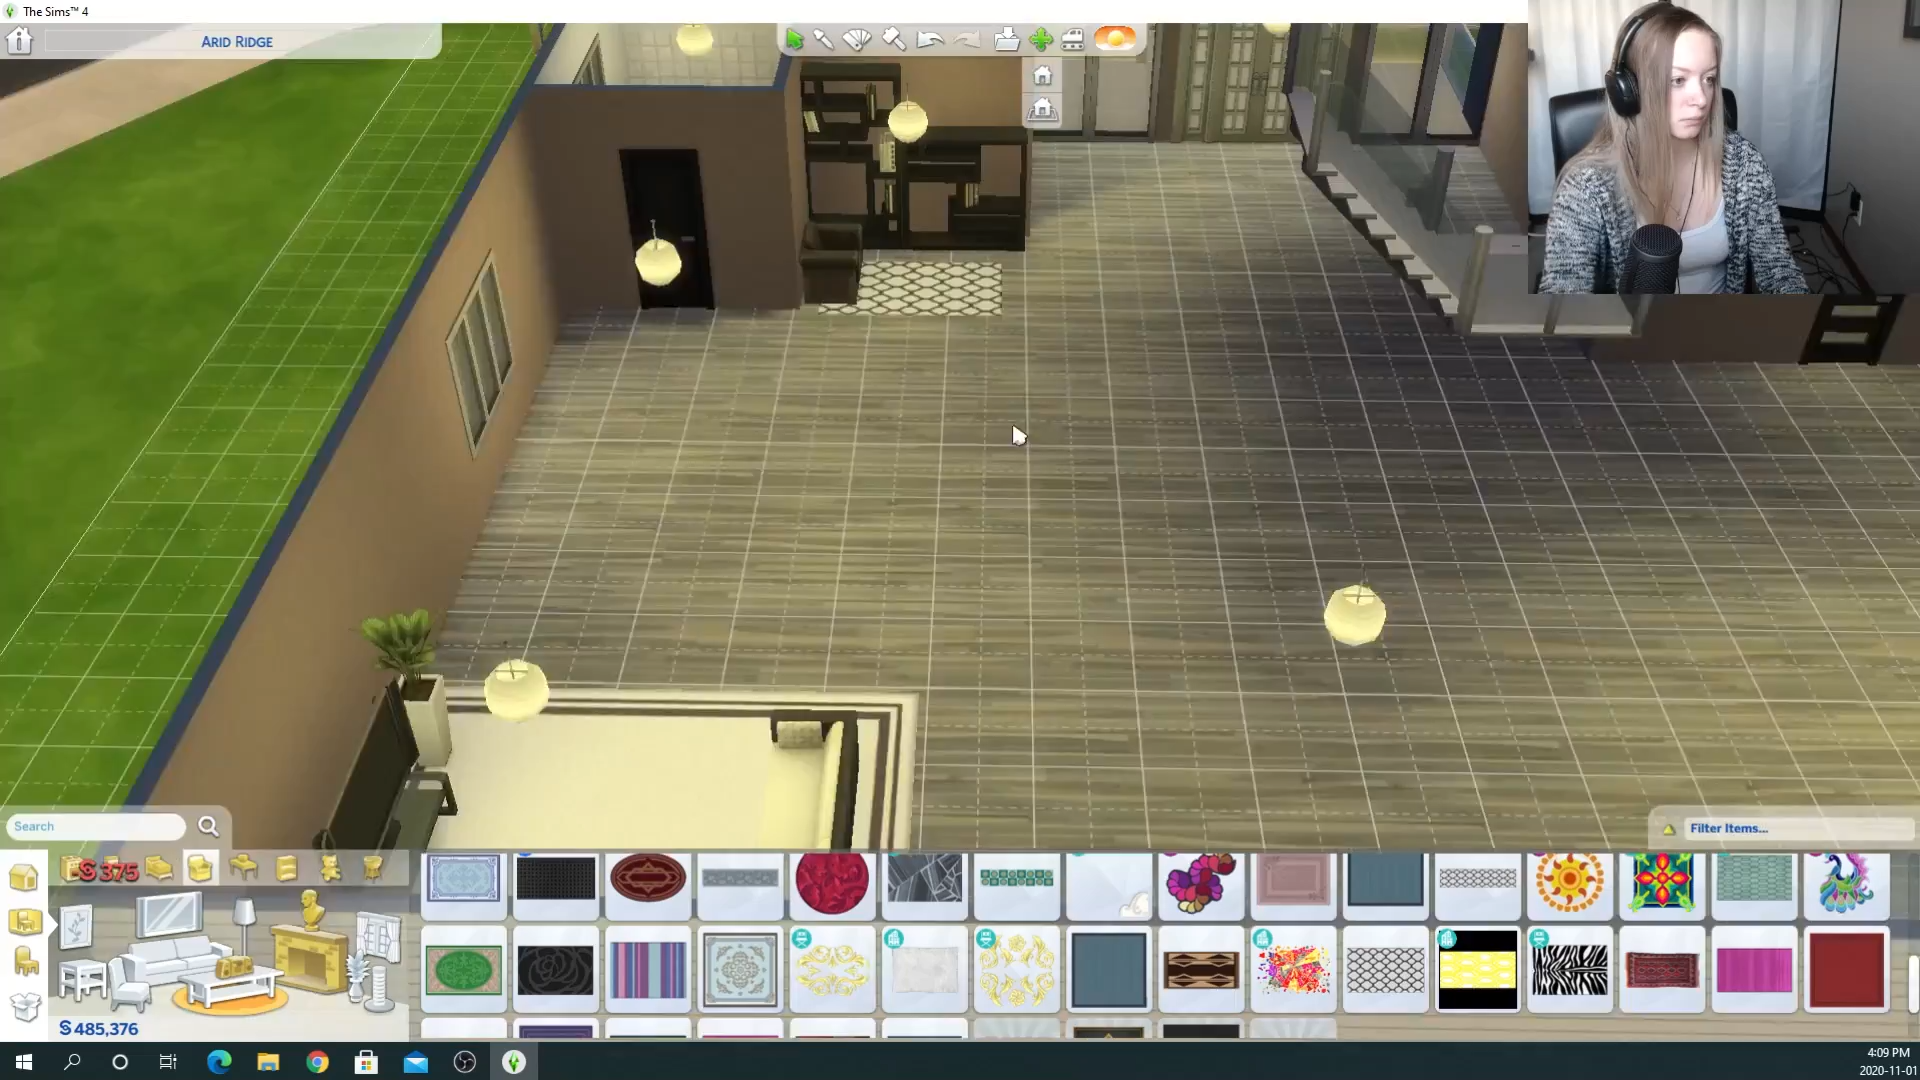 The Sims™ 4
ARID RIDGE
Search
Filter Items...
§375
§485,376
4:09 PM
2020-11-01